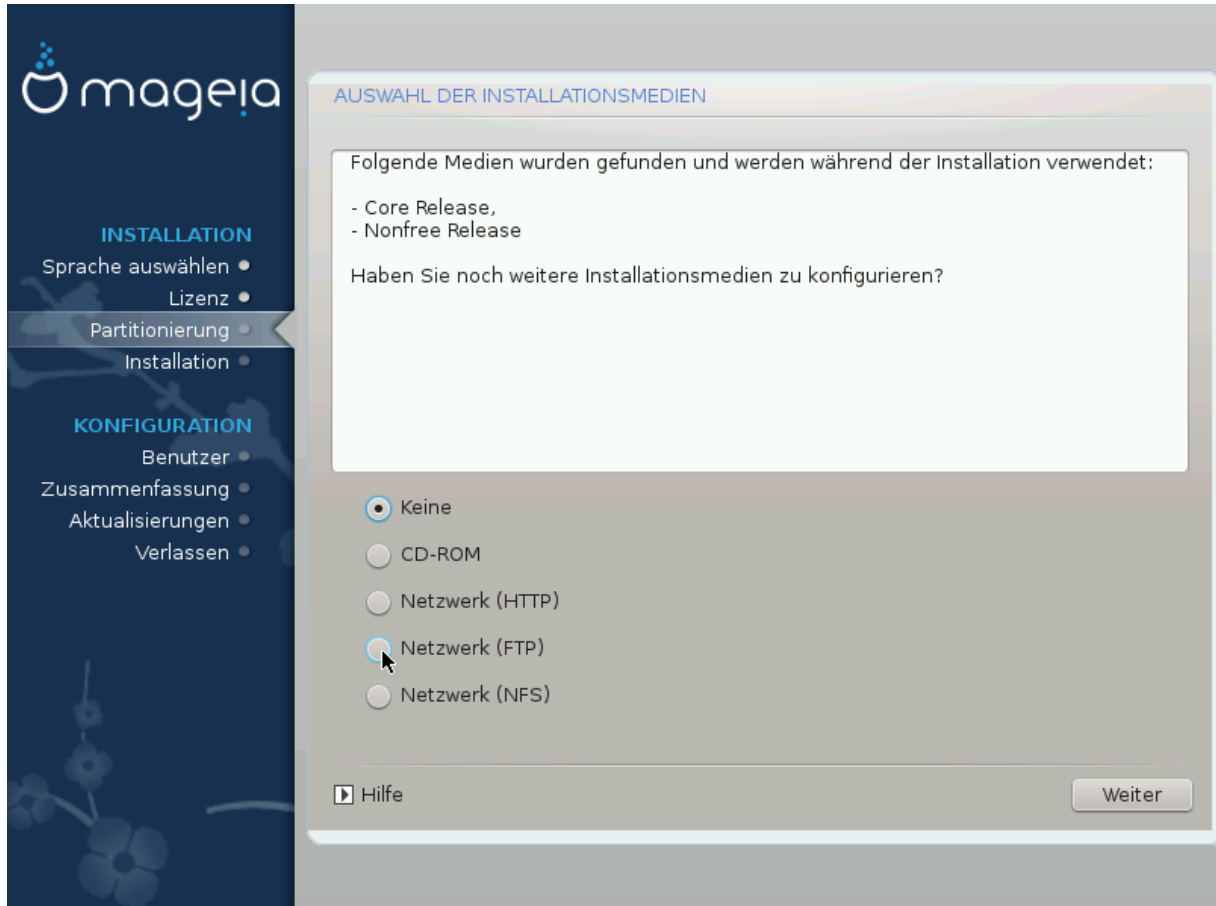 mageia
INSTALLATION
Sprache auswählen
Lizenz
Partitionierung
Installation
KONFIGURATION
Benutzer
Zusammenfassung
Aktualisierungen
Verlassen
AUSWAHL DER INSTALLATIONSMEDIEN
Folgende Medien wurden gefunden und werden während der Installation verwendet:
- Core Release,
- Nonfree Release
Haben Sie noch weitere Installationsmedien zu konfigurieren?
Keine
CD-ROM
Netzwerk (HTTP)
Netzwerk (FTP)
Netzwerk (NFS)
Hilfe
Weiter